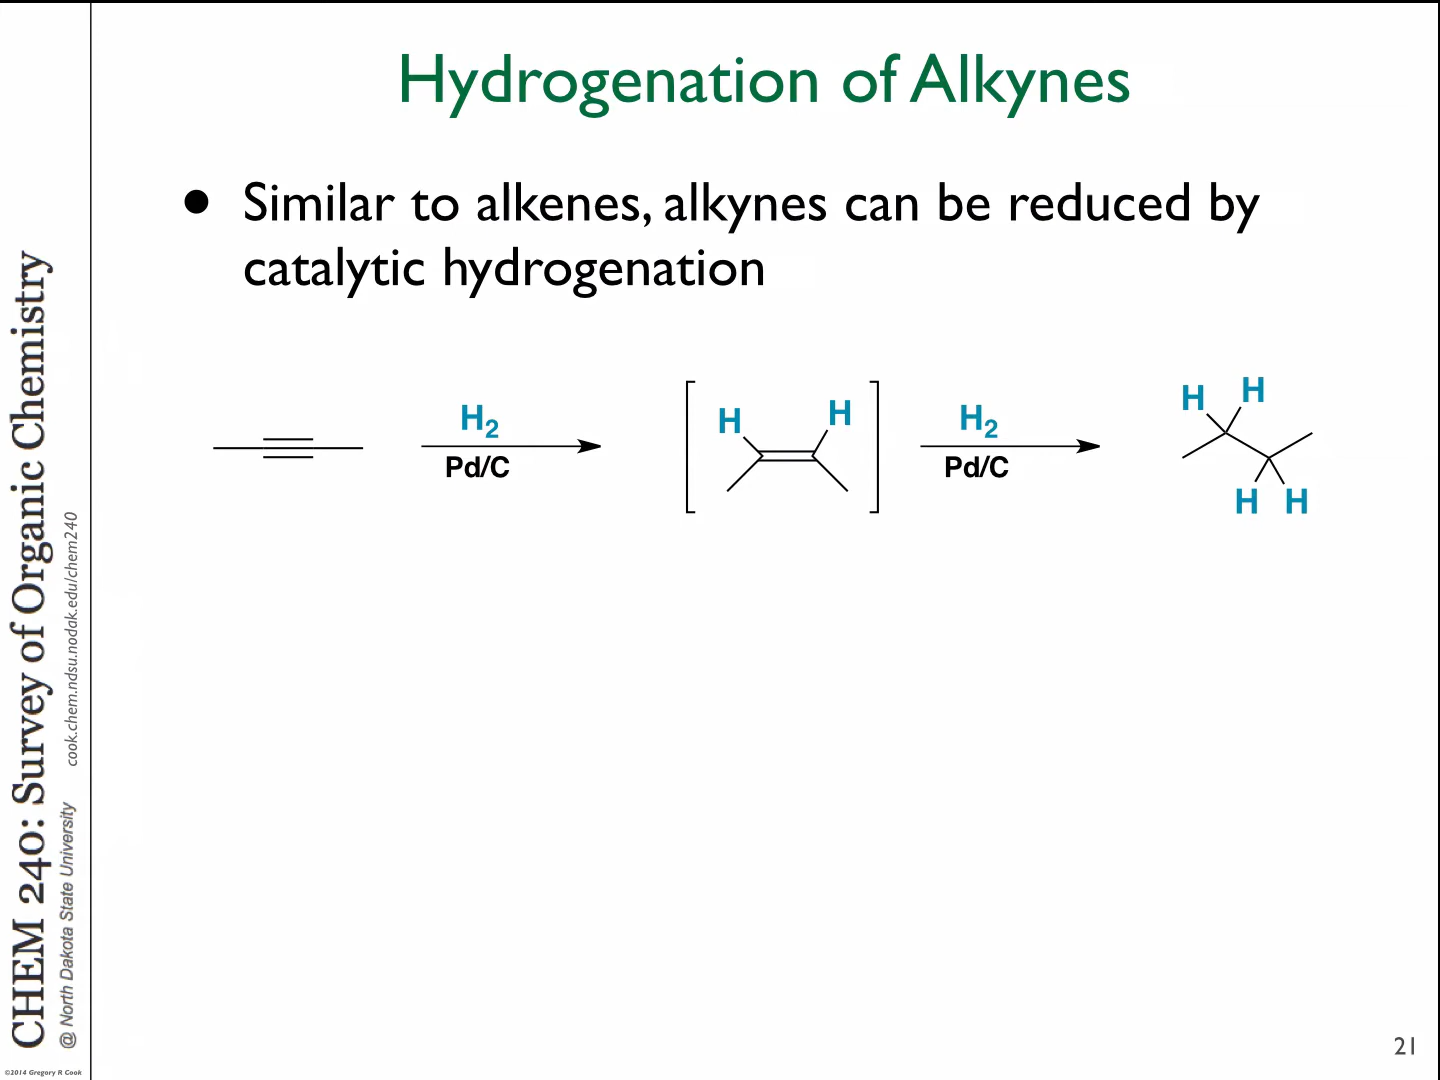 Hydrogenation of Alkynes
• Similar to alkenes, alkynes can be reduced by
catalytic hydrogenation
H₂
Pd/C
H H
H₂
Pd/C
H H
H H
CHEM 240: Survey of Organic Chemistry
@ North Dakota State University cook.chem.ndsu.nodak.edu/chem240
©2014 Gregory R Cook
21